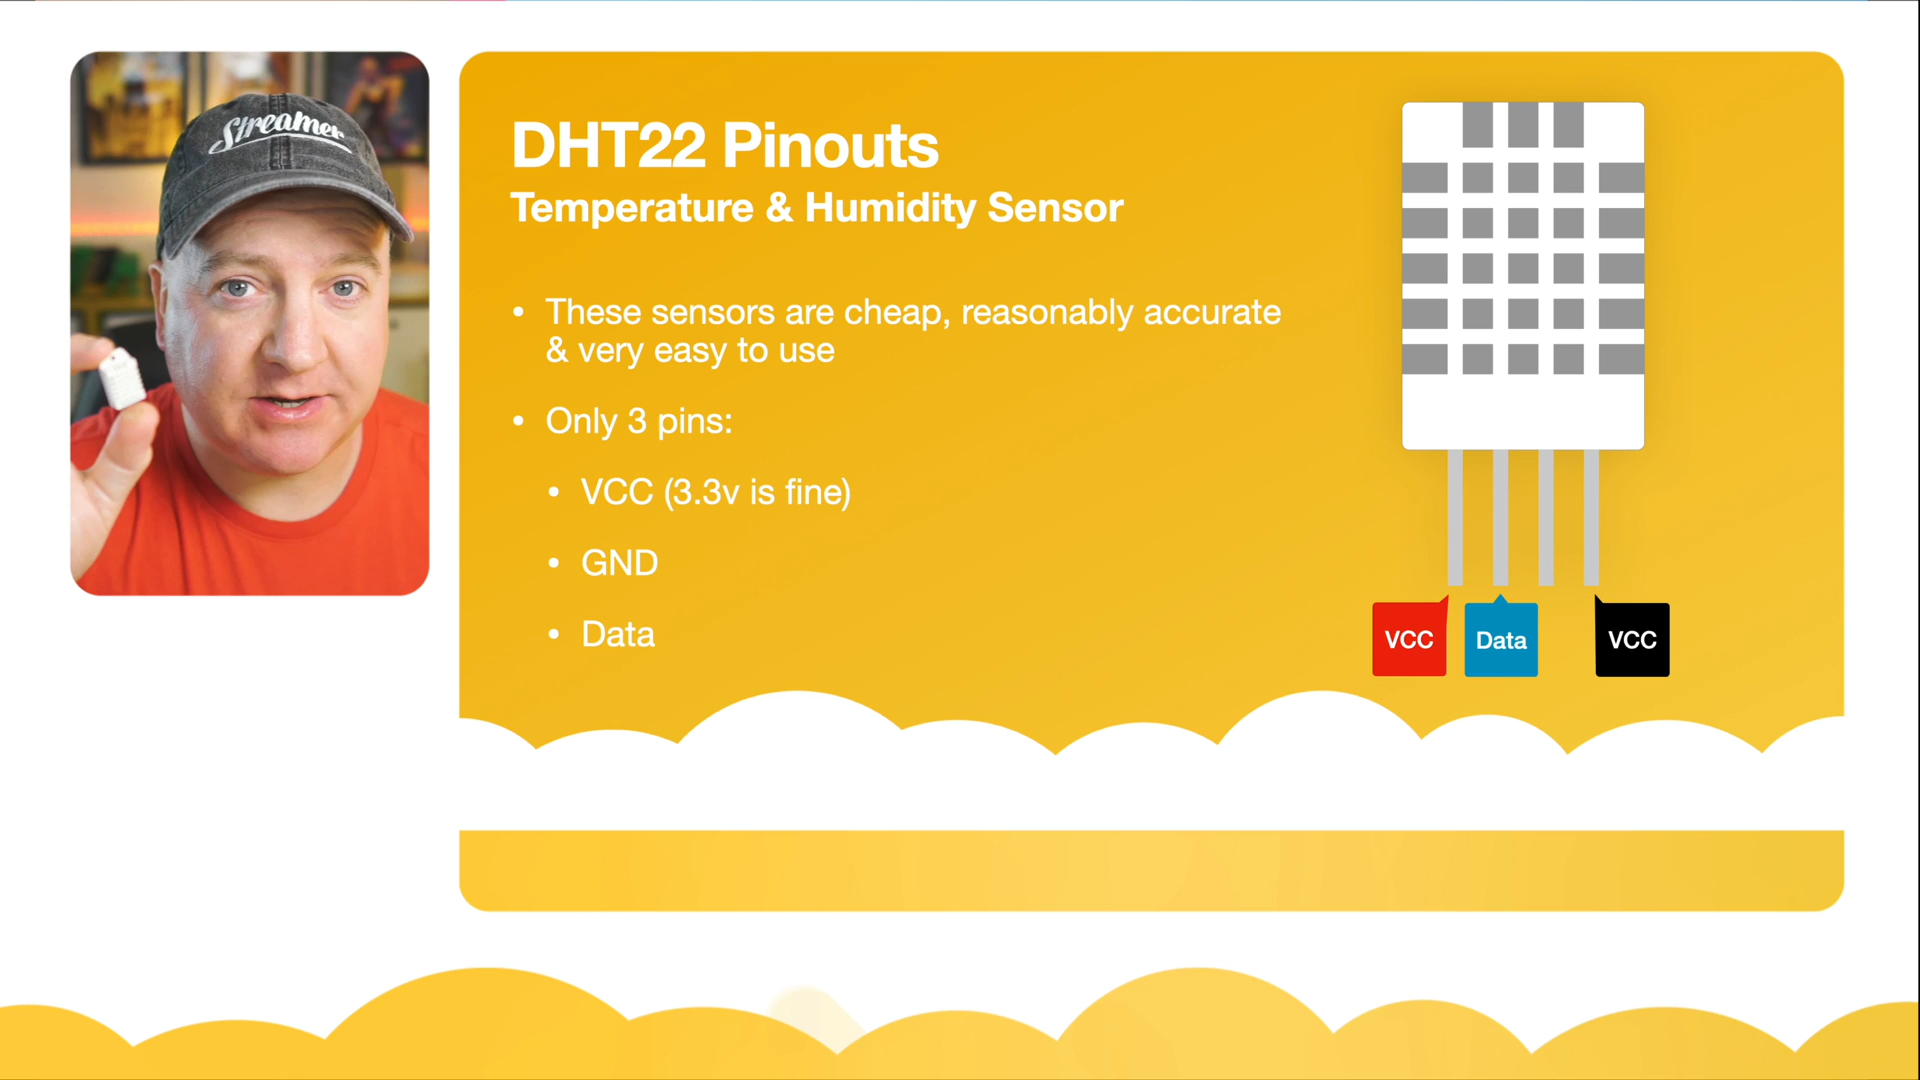 Streamer
DHT22 Pinouts
Temperature & Humidity Sensor
• These sensors are cheap, reasonably accurate
& very easy to use
• Only 3 pins:
• VCC (3.3v is fine)
• GND
• Data
VCC
Data
VCC